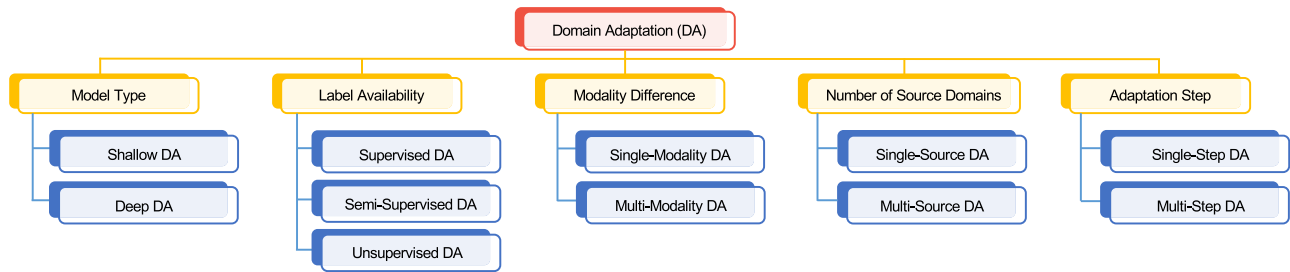 Domain Adaptation (DA)
Model Type
Label Availability
Modality Difference
Number of Source Domains
Adaptation Step
Shallow DA
Deep DA
Supervised DA
Semi-Supervised DA
Unsupervised DA
Single-Modality DA
Multi-Modality DA
Single-Source DA
Multi-Source DA
Single-Step DA
Multi-Step DA